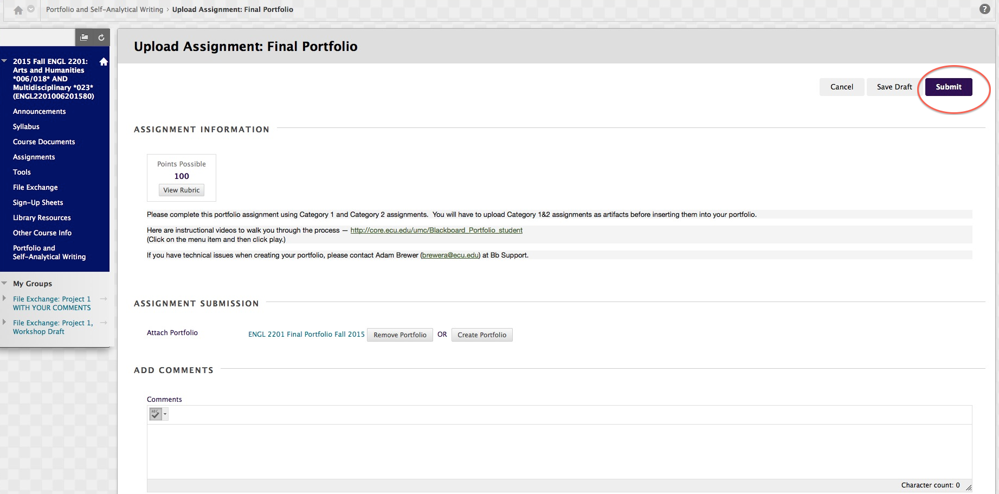 Portfolio and Self-Analytical Writing > Upload Assignment: Final Portfolio
?
2015 Fall ENGL 2201:
Arts and Humanities
*006/018* AND
Multidisciplinary *023*
(ENGL2201006201580)
Announcements
Syllabus
Course Documents
Assignments
Tools
File Exchange
Sign-Up Sheets
Library Resources
Other Course Info
Portfolio and
Self-Analytical Writing
My Groups
File Exchange: Project 1
WITH YOUR COMMENTS
File Exchange: Project 1,
Workshop Draft
Upload Assignment: Final Portfolio
Cancel Save Draft Submit
ASSIGNMENT INFORMATION
Points Possible
100
View Rubric
Please complete this portfolio assignment using Category 1 and Category 2 assignments.  You will have to upload Category 1&2 assignments as artifacts before inserting them into your portfolio.
Here are instructional videos to walk you through the process — http://core.ecu.edu/umc/Blackboard_Portfolio_student
(Click on the menu item and then click play.)
If you have technical issues when creating your portfolio, please contact Adam Brewer (brewera@ecu.edu) at Bb Support.
ASSIGNMENT SUBMISSION
Attach Portfolio ENGL 2201 Final Portfolio Fall 2015 Remove Portfolio OR Create Portfolio
ADD COMMENTS
Comments
ABC
Character count: 0